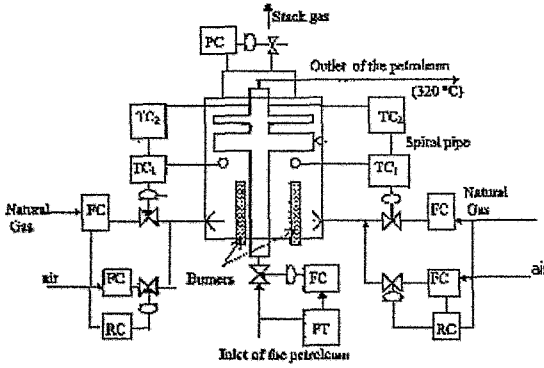 Stack gas
PC
Outlet of the petroleum
(320 °C)
TC2
TC2
Spiral pipe
TC1
TC1
Natural
Gas
FC
FC
Natural
Gas
air
FC
Burners
FC
FC
air
RC
PT
RC
Inlet of the petroleum